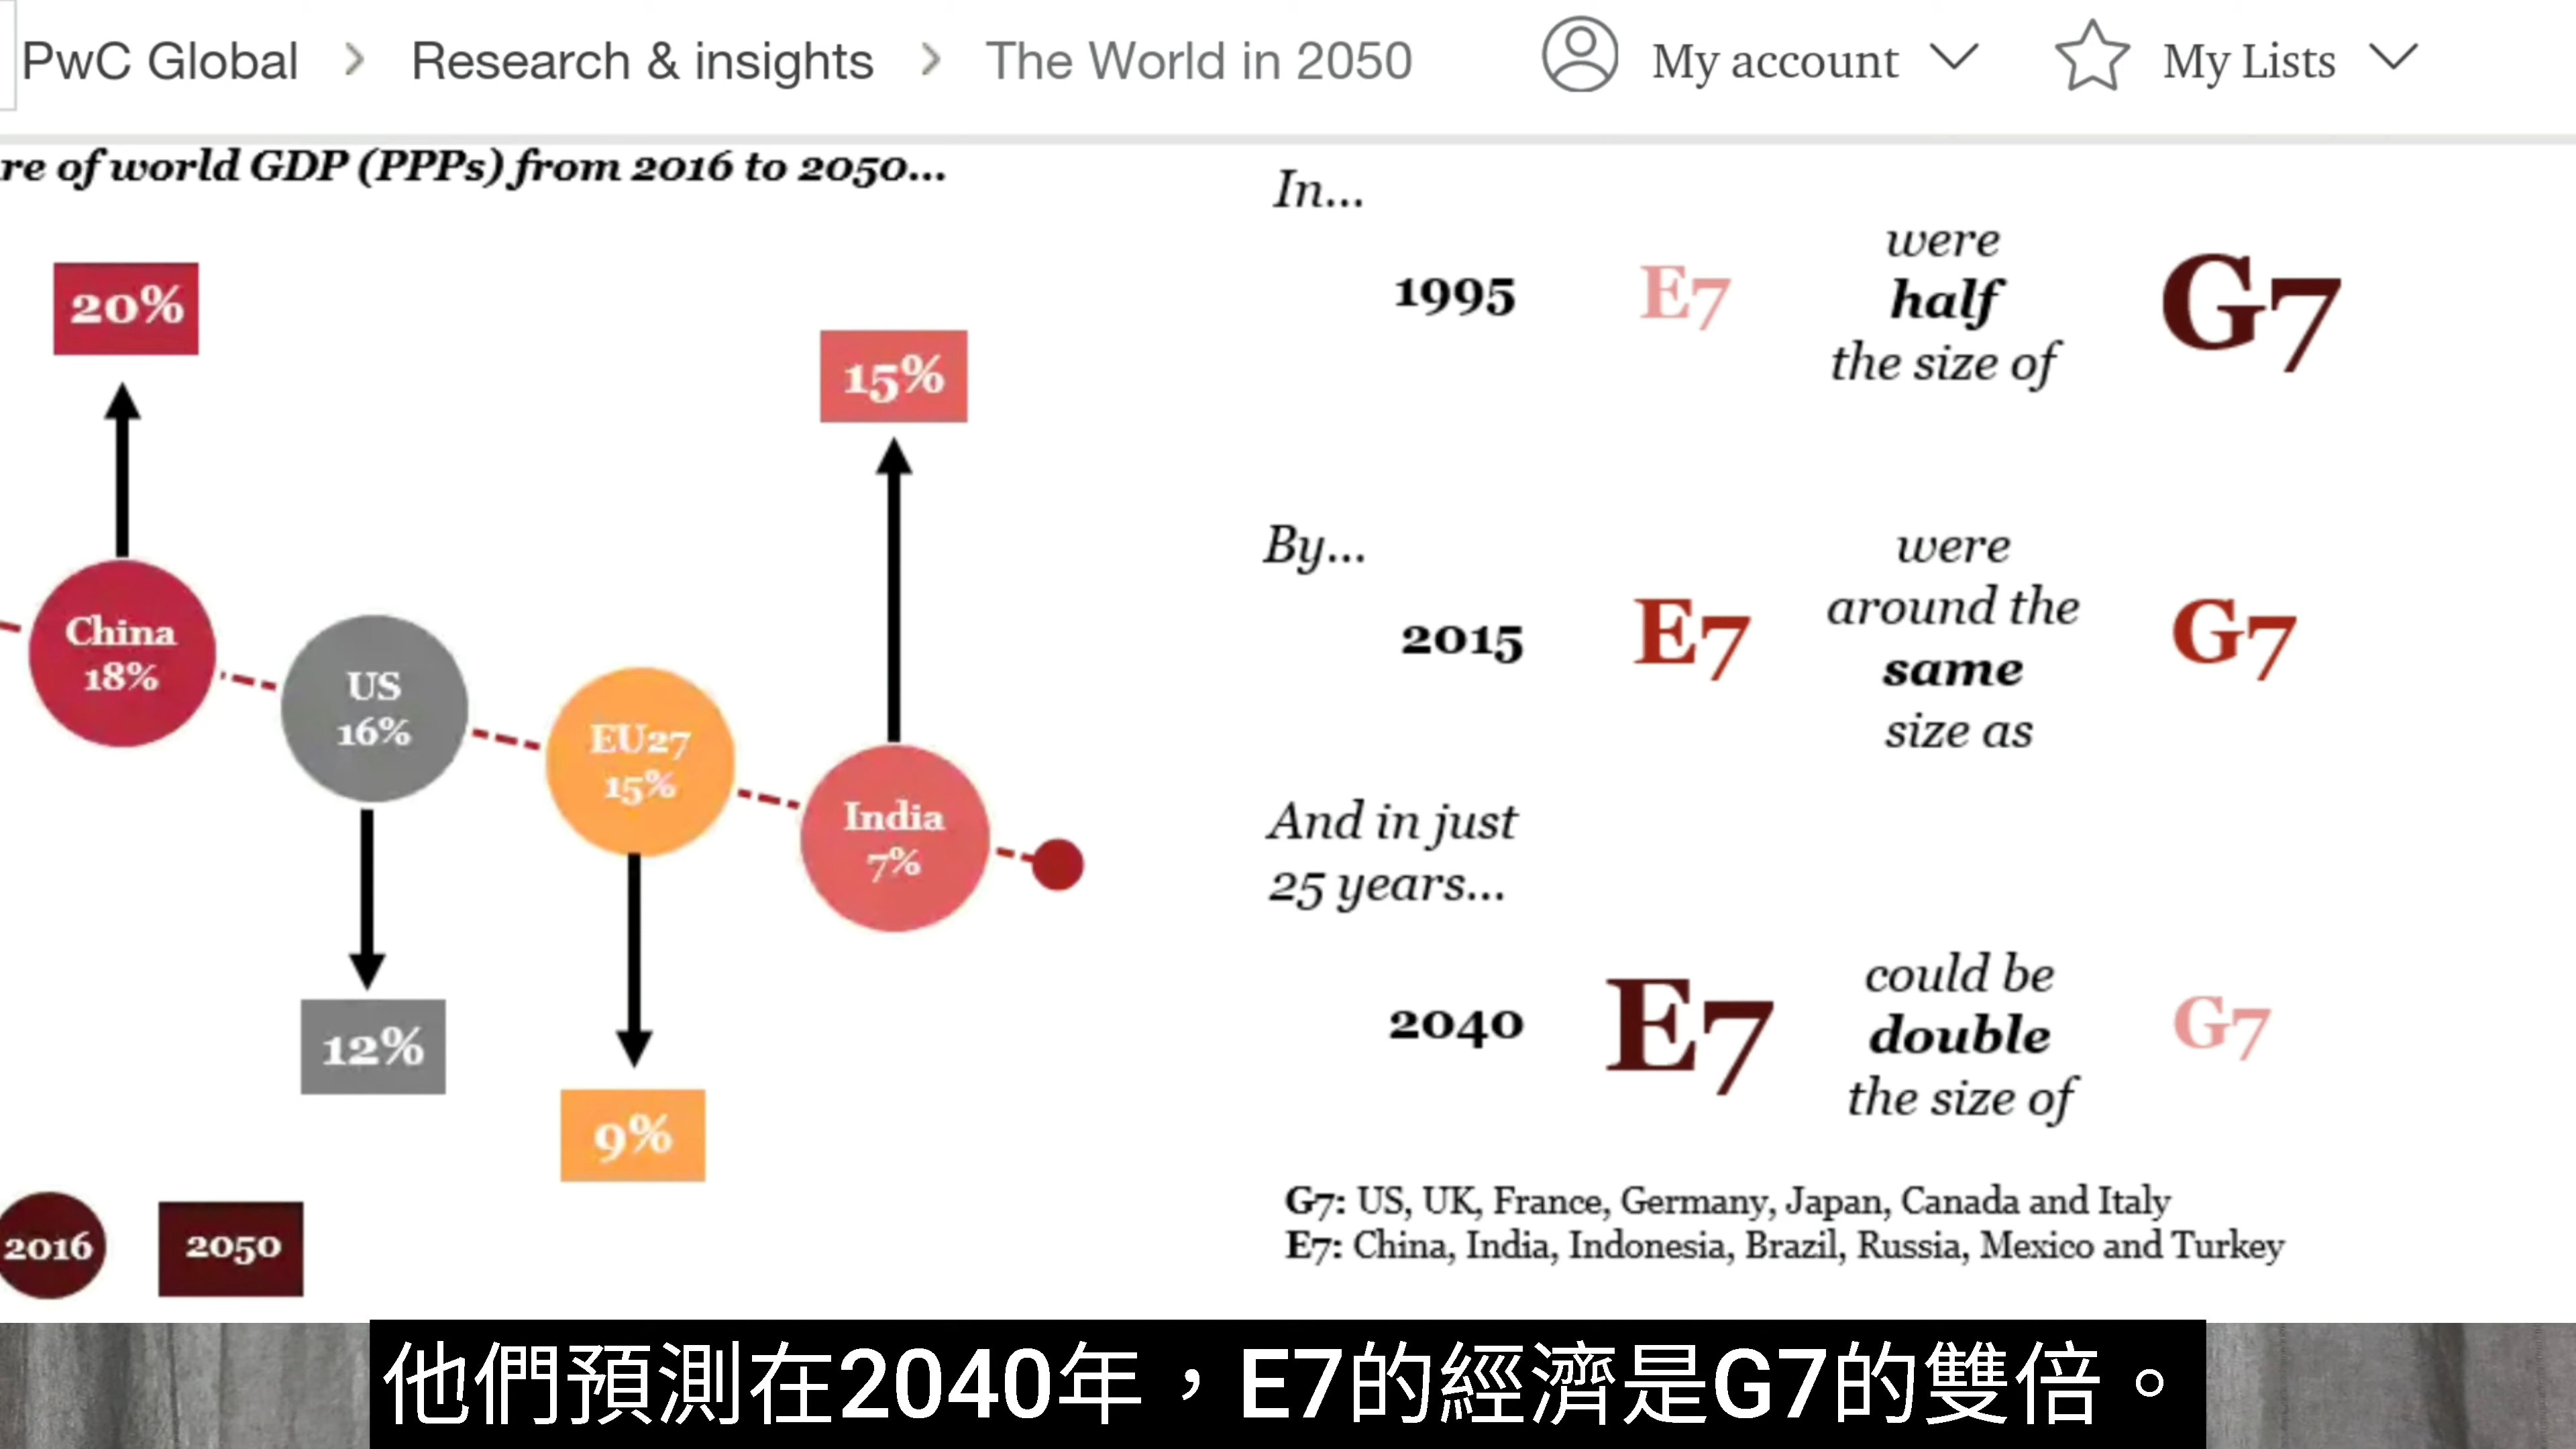 PwC Global > Research & insights > The World in 2050
My account
My Lists
re of world GDP (PPPs) from 2016 to 2050...
20%
15%
China
18%
US
16%
EU27
15%
India
7%
12%
9%
2016
2050
In...
1995
E7
were
half
the size of
G7
By...
2015
E7
were
around the
same
size as
G7
And in just
25 years...
2040
E7
could be
double
the size of
G7
G7: US, UK, France, Germany, Japan, Canada and Italy
E7: China, India, Indonesia, Brazil, Russia, Mexico and Turkey
他們預測在2040年，E7的經濟是G7的雙倍。